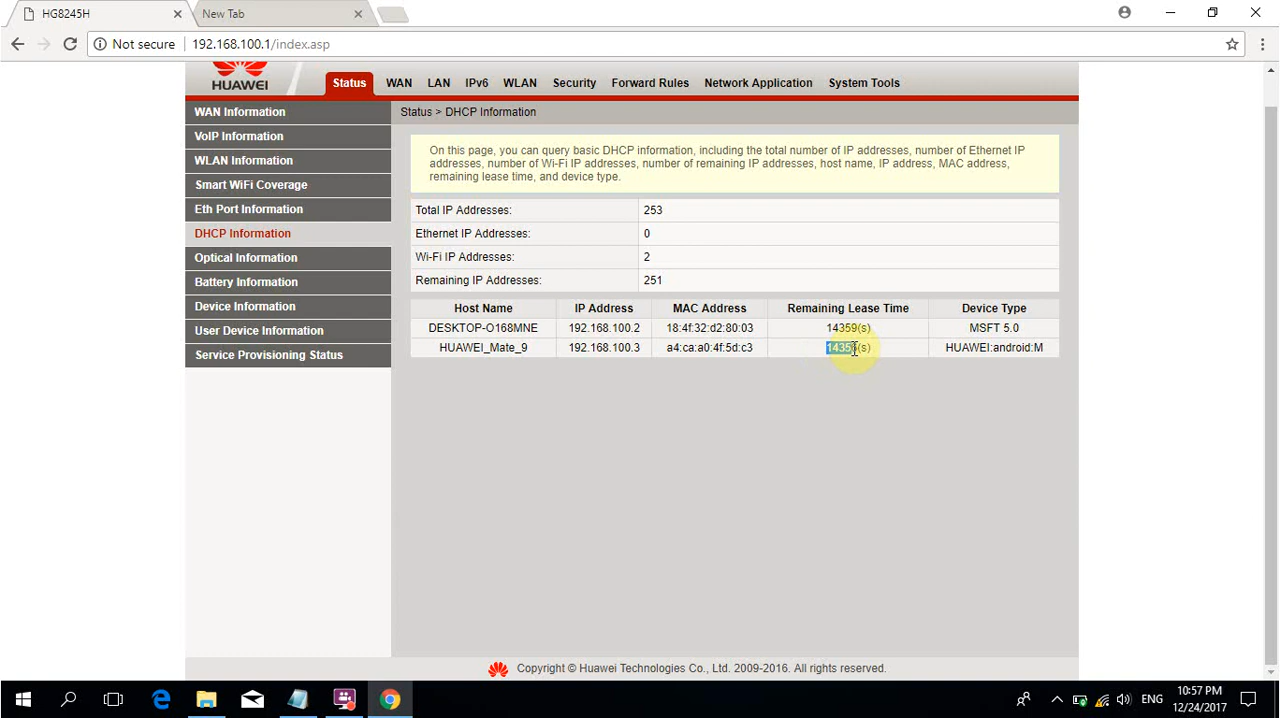 HG8245H
New Tab
Not secure 192.168.100.1/index.asp
HUAWEI
Status WAN LAN IPv6 WLAN Security Forward Rules Network Application System Tools
WAN Information
VoIP Information
WLAN Information
Smart WiFi Coverage
Eth Port Information
DHCP Information
Optical Information
Battery Information
Device Information
User Device Information
Service Provisioning Status
Status > DHCP Information
On this page, you can query basic DHCP information, including the total number of IP addresses, number of Ethernet IP
addresses, number of Wi-Fi IP addresses, number of remaining IP addresses, host name, IP address, MAC address,
remaining lease time, and device type.
Total IP Addresses: 253
Ethernet IP Addresses: 0
Wi-Fi IP Addresses: 2
Remaining IP Addresses: 251
Host Name IP Address MAC Address Remaining Lease Time Device Type
DESKTOP-O168MNE 192.168.100.2 18:4f:32:d2:80:03 14359(s) MSFT 5.0
HUAWEI_Mate_9 192.168.100.3 a4:ca:a0:4f:5d:c3 HUAWEI:android:M
Copyright © Huawei Technologies Co., Ltd. 2009-2016. All rights reserved.
ENG
10:57 PM
12/24/2017